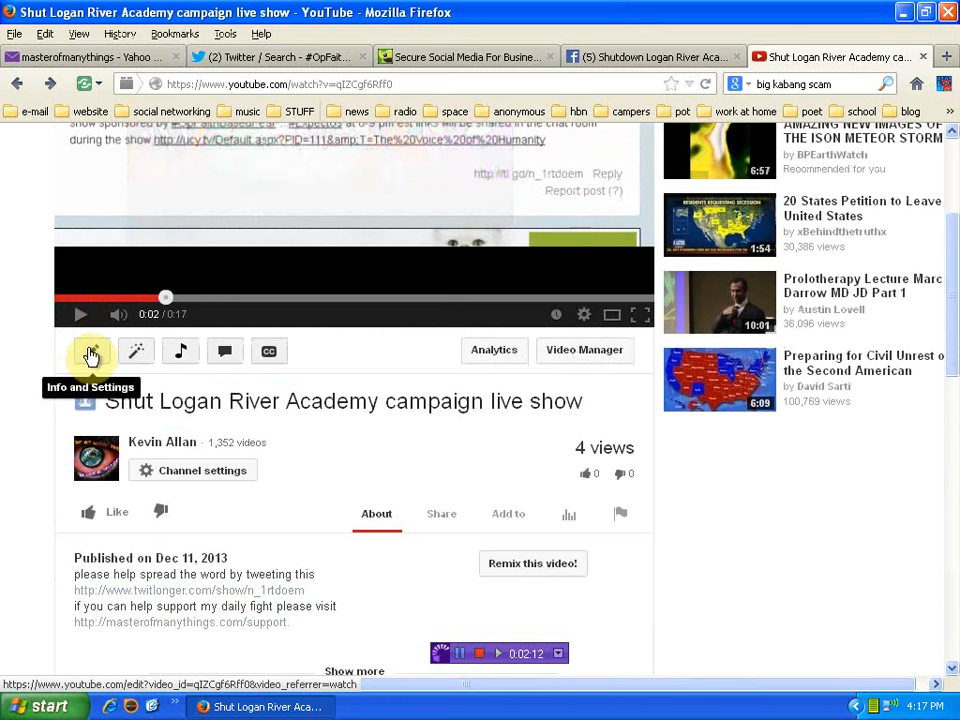 Shut Logan River Academy campaign live show - YouTube - Mozilla Firefox
File Edit View History Bookmarks Tools Help
masterofmanything - Yahoo ... (2) Twitter / Search - #OpFait... Secure Social Media For Busine... (5) Shutdown Logan River Aca... Shut Logan River Academy ca...
https://www.youtube.com/watch?v=qIZCgf6Rff0 big kabang scam
e-mail website social networking music STUFF news radio space anonymous hbn campers pot work at home poet school blog
during the show http://ucy.tv/Default.aspx?PID=111&amp;T=The%20Voice%20of%20Humanity
http://tl.gd/n_1rtdoem Reply
Report post (?)
AMAZING NEW IMAGES OF
THE ISON METEOR STORM
by BPEarthWatch
Recommended for you
6:57
20 States Petition to Leave
United States
by xBehindthetruthx
30,386 views
RESIDENTS REQUESTING SECESSION
1:54
Prolotherapy Lecture Marc
Darrow MD JD Part 1
by Austin Lovell
36,096 views
10:01
Preparing for Civil Unrest o
the Second American
by David Sarti
100,769 views
6:09
0:02 / 0:17
CC
Analytics Video Manager
Info and Settings
Shut Logan River Academy campaign live show
Kevin Allan · 1,352 videos
Channel settings
4 views
0 0
Like
About Share Add to
Published on Dec 11, 2013
please help spread the word by tweeting this
http://www.twitlonger.com/show/n_1rtdoem
if you can help support my daily fight please visit
http://masterofmanythings.com/support.
Remix this video!
Show more
0:02:12
https://www.youtube.com/edit?video_id=qIZCgf6Rff0&video_referrer=watch
start Shut Logan River Aca... 4:17 PM